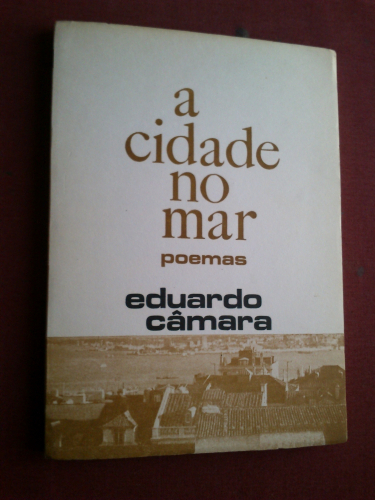 a
cidade
no
mar
poemas
eduardo
câmara